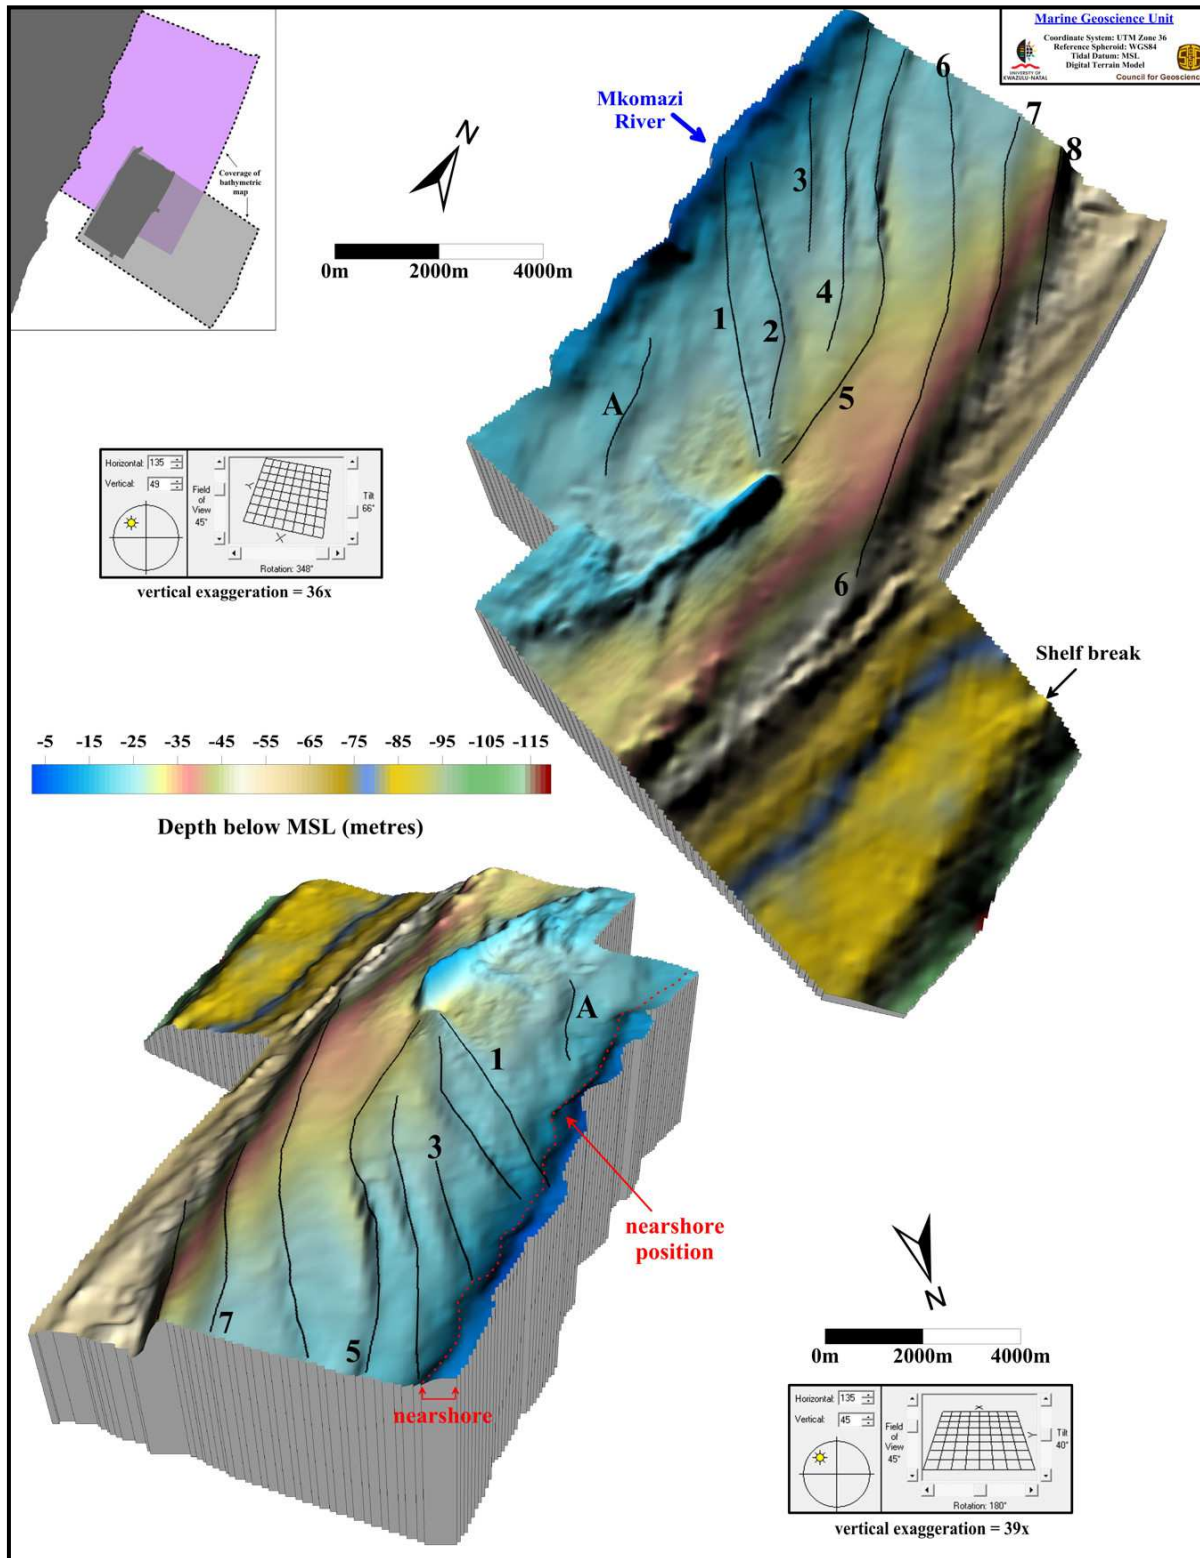 Marine Geoscience Unit
Coordinate System: UTM Zone 36
Reference Spheroid: WGS84
Tidal Datum: MSL
Digital Terrain Model
UNIVERSITY OF
KWAZULU-NATAL
Council for Geoscience
Coverage of
bathymetric
map
N
0m 2000m 4000m
Mkomazi
River
6
7
8
3
4
1
2
5
A
6
Shelf break
Horizontal: 135
Vertical: 49
Field
of
View
45°
Y
X
Tilt
66°
Rotation: 348°
vertical exaggeration = 36x
-5 -15 -25 -35 -45 -55 -65 -75 -85 -95 -105 -115
Depth below MSL (metres)
A
1
3
7
5
nearshore
position
nearshore
N
0m 2000m 4000m
Horizontal: 135
Vertical: 45
Field
of
View
45°
X
Y
Tilt
40°
Rotation: 180°
vertical exaggeration = 39x